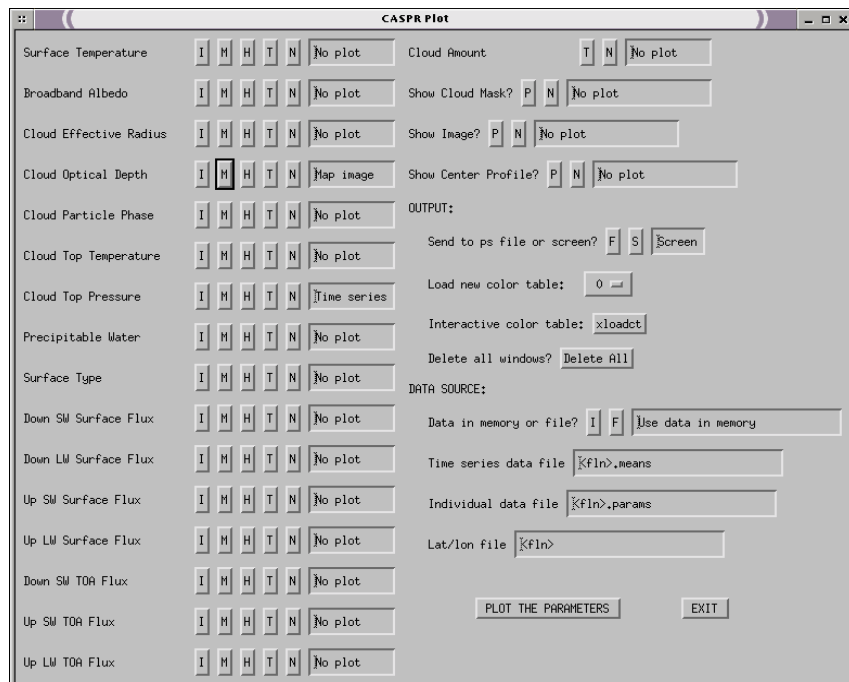 CASPR Plot
Surface Temperature I M H T N No plot
Broadband Albedo I M H T N No plot
Cloud Effective Radius I M H T N No plot
Cloud Optical Depth I M H T N Map image
Cloud Particle Phase I M H T N No plot
Cloud Top Temperature I M H T N No plot
Cloud Top Pressure I M H T N Time series
Precipitable Water I M H T N No plot
Surface Type I M H T N No plot
Down SW Surface Flux I M H T N No plot
Down LW Surface Flux I M H T N No plot
Up SW Surface Flux I M H T N No plot
Up LW Surface Flux I M H T N No plot
Down SW TOA Flux I M H T N No plot
Up SW TOA Flux I M H T N No plot
Up LW TOA Flux I M H T N No plot
Cloud Amount T N No plot
Show Cloud Mask? P N No plot
Show Image? P N No plot
Show Center Profile? P N No plot
OUTPUT:
Send to ps file or screen? F S Screen
Load new color table: 0
Interactive color table: xloadct
Delete all windows? Delete All
DATA SOURCE:
Data in memory or file? I F Use data in memory
Time series data file <fln>.means
Individual data file <fln>.params
Lat/lon file <fln>
PLOT THE PARAMETERS EXIT